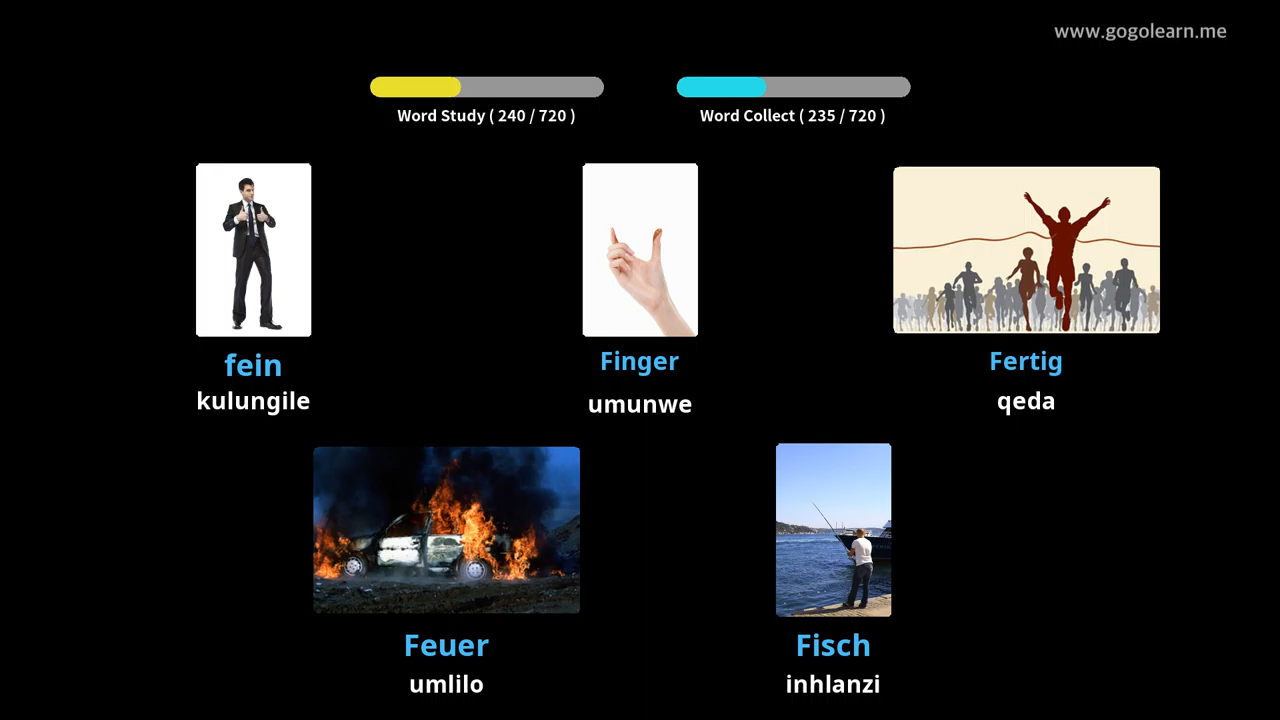 www.gogolearn.me
Word Study ( 240 / 720 )
Word Collect ( 235 / 720 )
fein
kulungile
Finger
umunwe
Fertig
qeda
Feuer
umlilo
Fisch
inhlanzi